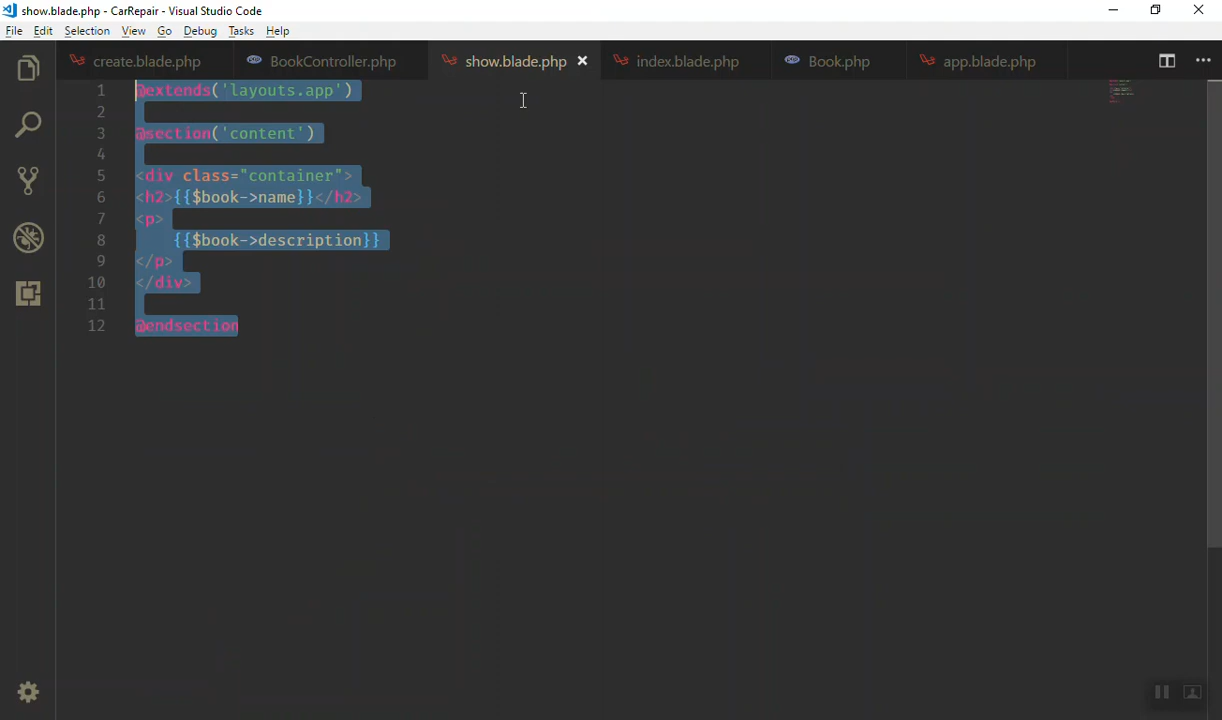 show.blade.php - CarRepair - Visual Studio Code
File Edit Selection View Go Debug Tasks Help
create.blade.php BookController.php show.blade.php index.blade.php Book.php app.blade.php
1 @extends('layouts.app')
2
3 @section('content')
4
5 <div class="container">
6 <h2>{{$book->name}}</h2>
7 <p>
8 {{$book->description}}
9 </p>
10 </div>
11
12 @endsection